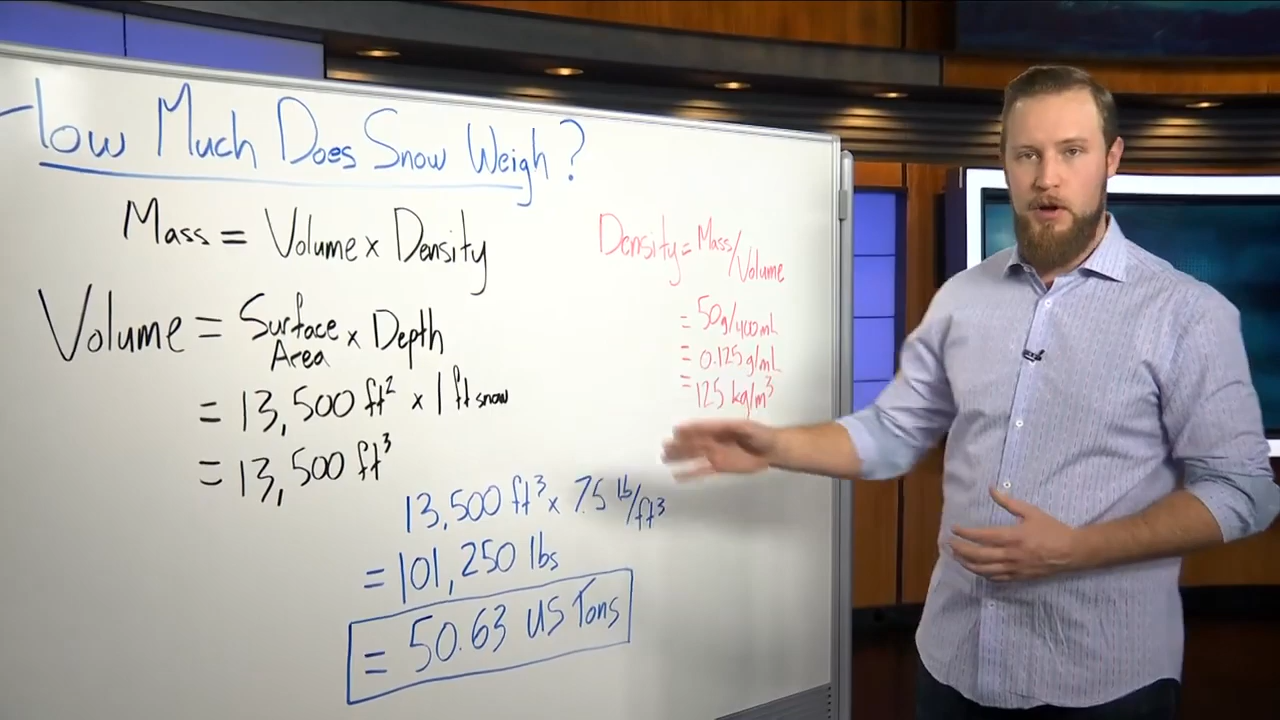 How Much Does Snow Weigh?
Mass = Volume x Density
Volume = Surface Area x Depth
= 13,500 ft² x 1 ft snow
= 13,500 ft³
13,500 ft³ x 7.5 lb/ft³
= 101,250 lbs
= 50.63 US Tons
Density = Mass/Volume
= 50g/400mL
= 0.125 g/mL
= 125 kg/m³